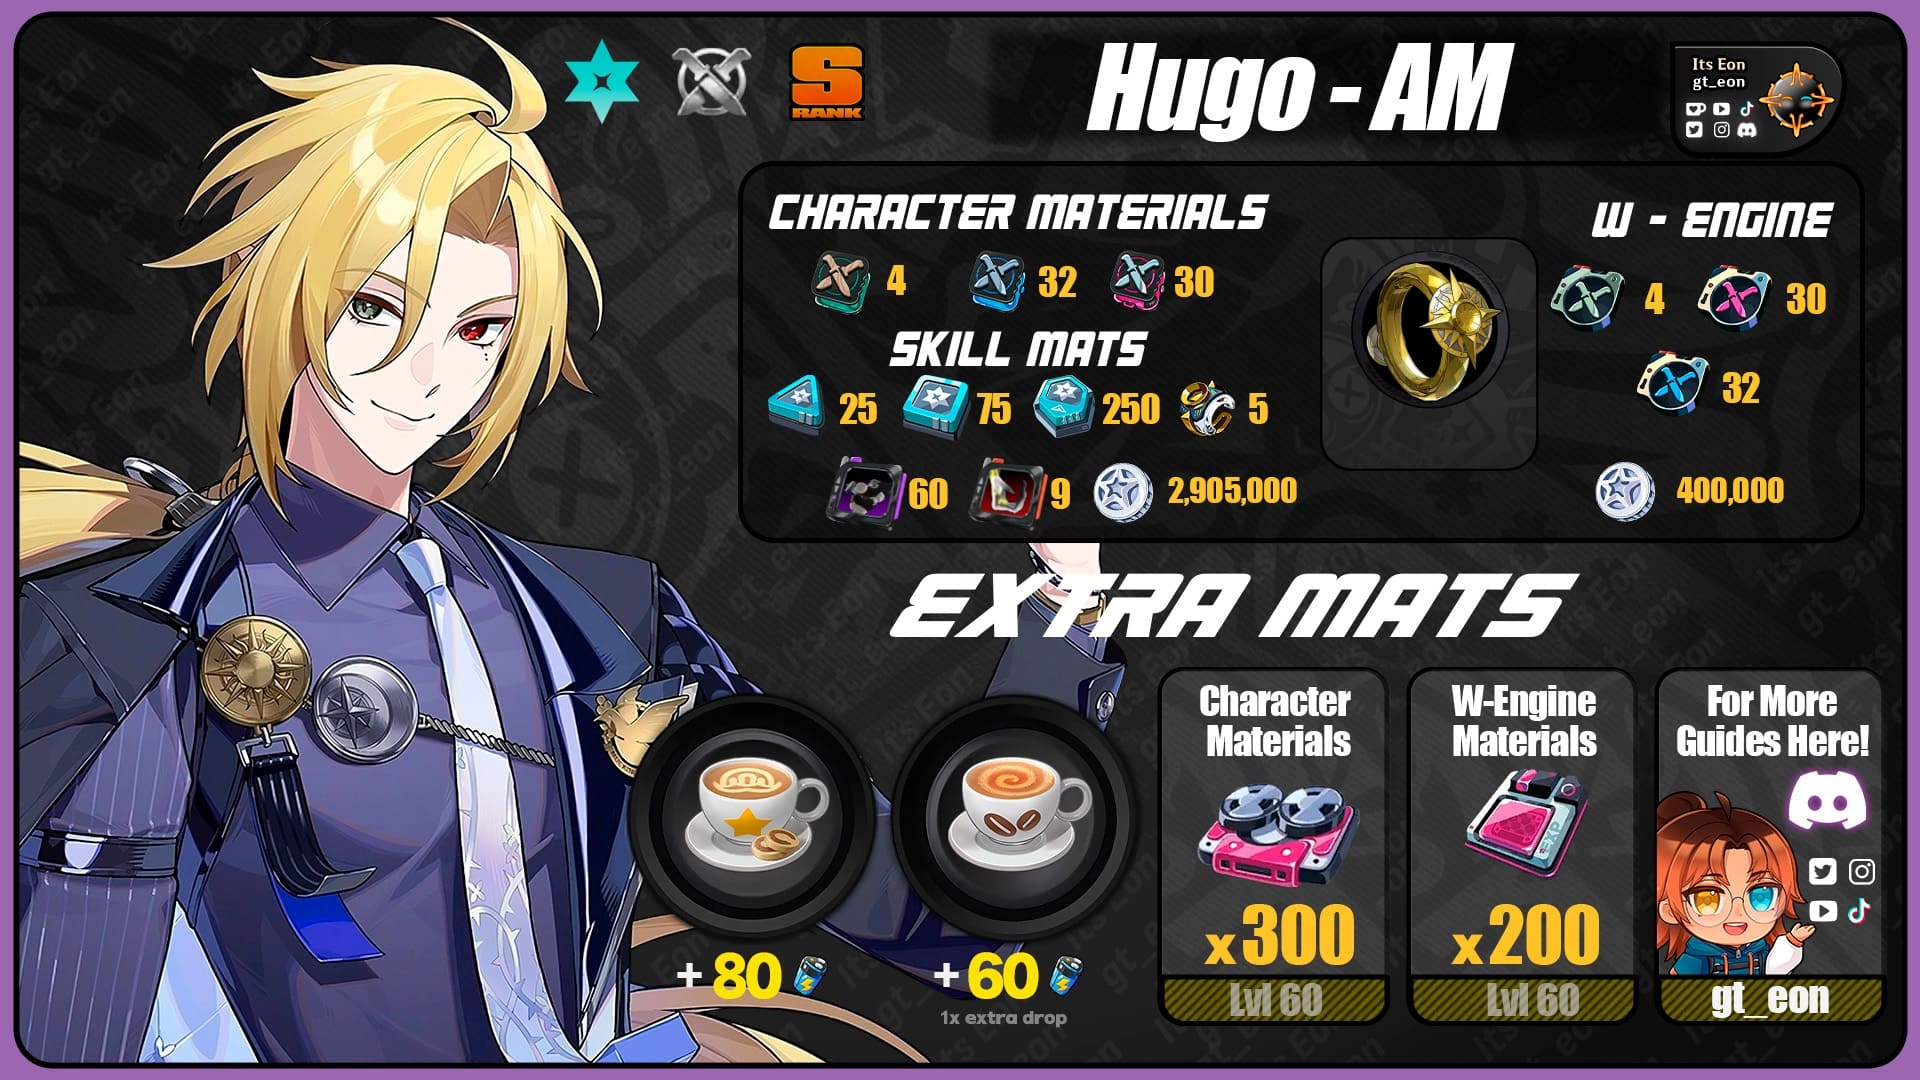 S
RANK
Hugo - AM
Its Eon
gt_eon
CHARACTER MATERIALS
4
32
30
SKILL MATS
25
75
250
5
60
9
2,905,000
W - ENGINE
4
30
32
400,000
EXTRA MATS
+ 80
+ 60
1x extra drop
Character
Materials
x300
Lvl 60
W-Engine
Materials
x200
Lvl 60
For More
Guides Here!
gt_eon